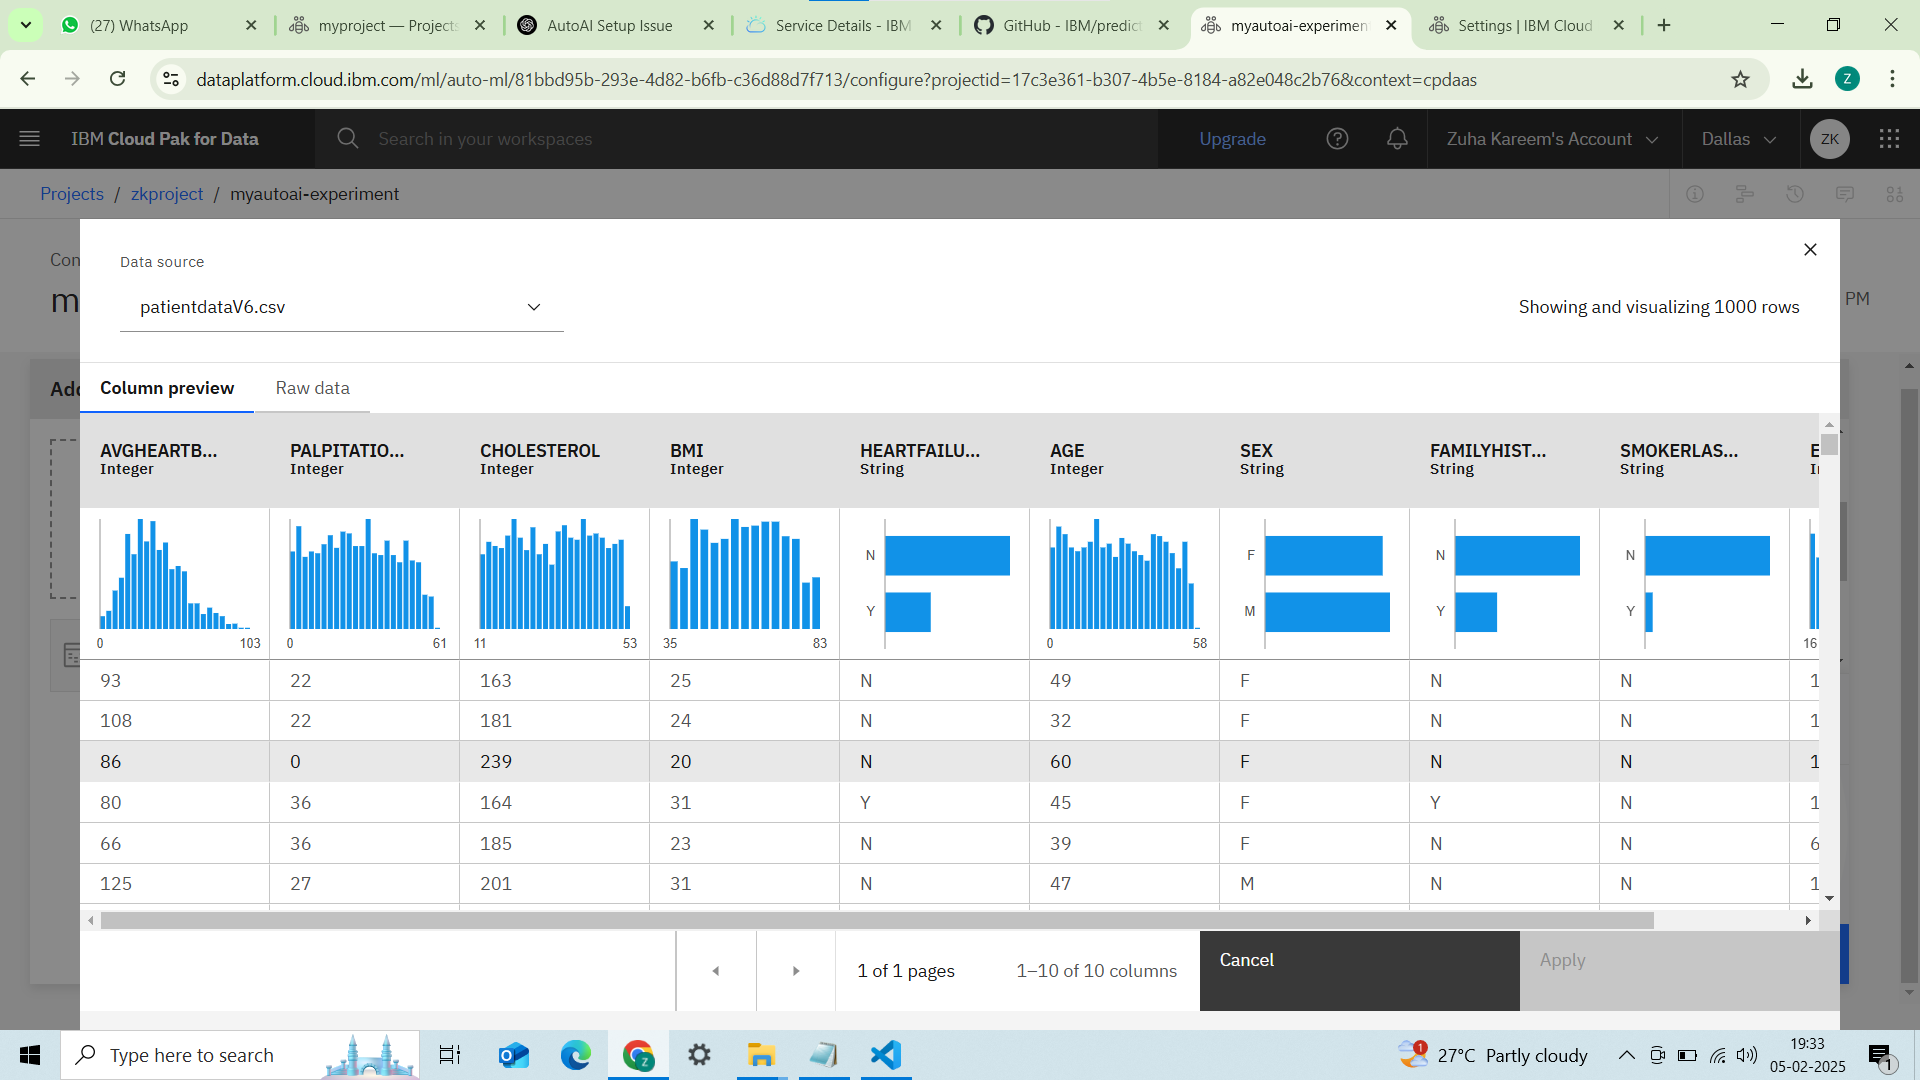 (27) WhatsApp
myproject — Projects
AutoAI Setup Issue
Service Details - IBM
GitHub - IBM/predict
myautoai-experiment
Settings | IBM Cloud
dataplatform.cloud.ibm.com/ml/auto-ml/81bbd95b-293e-4d82-b6fb-c36d88d7f713/configure?projectid=17c3e361-b307-4b5e-8184-a82e048c2b76&context=cpdaas
Z
IBM Cloud Pak for Data
Search in your workspaces
Upgrade
Zuha Kareem's Account
Dallas
ZK
Projects / zkproject / myautoai-experiment
Con
Data source
m
patientdataV6.csv
Showing and visualizing 1000 rows
PM
Add
Column preview
Raw data
AVGHEARTB... PALPITATIO... CHOLESTEROL BMI HEARTFAILU... AGE SEX FAMILYHIST... SMOKERLAS... E
Integer Integer Integer Integer String Integer String String String
N F N N
Y M Y Y
0 103 0 61 11 53 35 83 0 58 16
93 22 163 25 N 49 F N N 1
108 22 181 24 N 32 F N N 1
86 0 239 20 N 60 F N N 1
80 36 164 31 Y 45 F Y N 1
66 36 185 23 N 39 F N N 6
125 27 201 31 N 47 M N N 1
1 of 1 pages
1–10 of 10 columns
Cancel
Apply
Type here to search
1
27°C Partly cloudy
19:33
05-02-2025
1